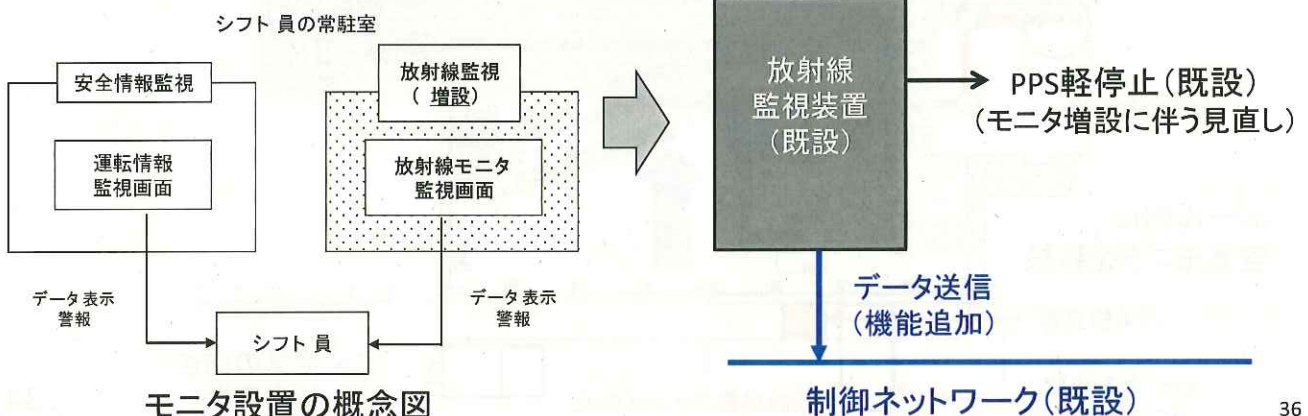 シフト員の常駐室
安全情報監視
運転情報
監視画面
放射線監視
(増設)
放射線モニタ
監視画面
データ表示
警報
データ表示
警報
シフト員
モニタ設置の概念図
放射線
監視装置
(既設)
PPS軽停止(既設)
(モニタ増設に伴う見直し)
データ送信
(機能追加)
制御ネットワーク(既設)
36